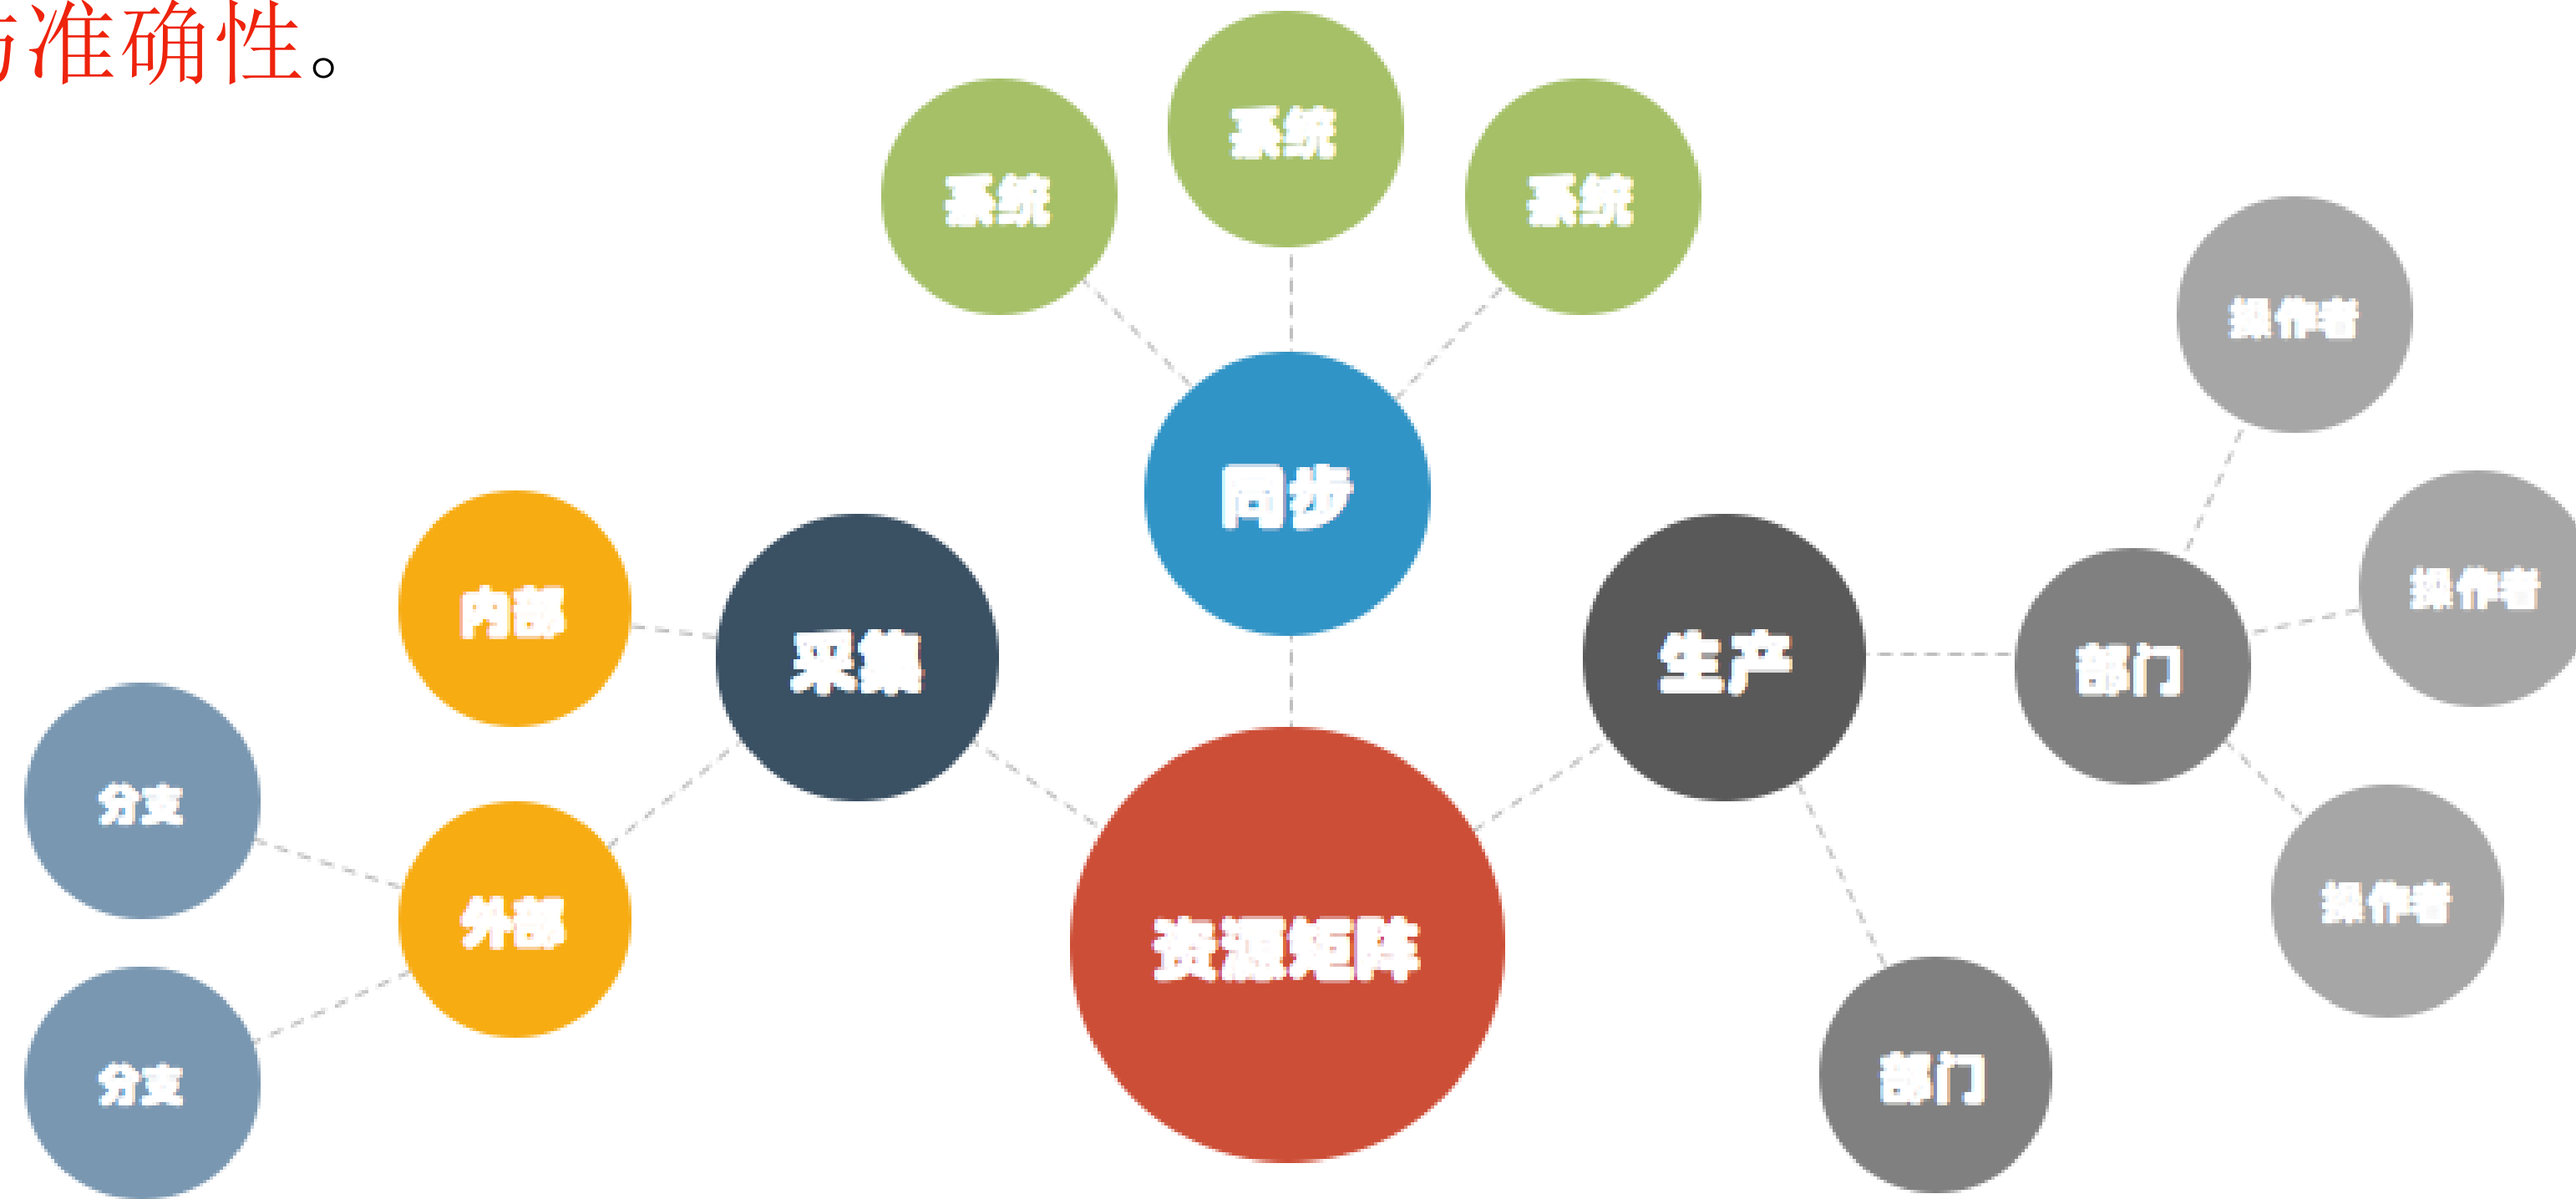 准确性。
系统
系统
系统
操作者
同步
操作者
内部
采集
生产
部门
分支
外部
资源矩阵
操作者
分支
部门